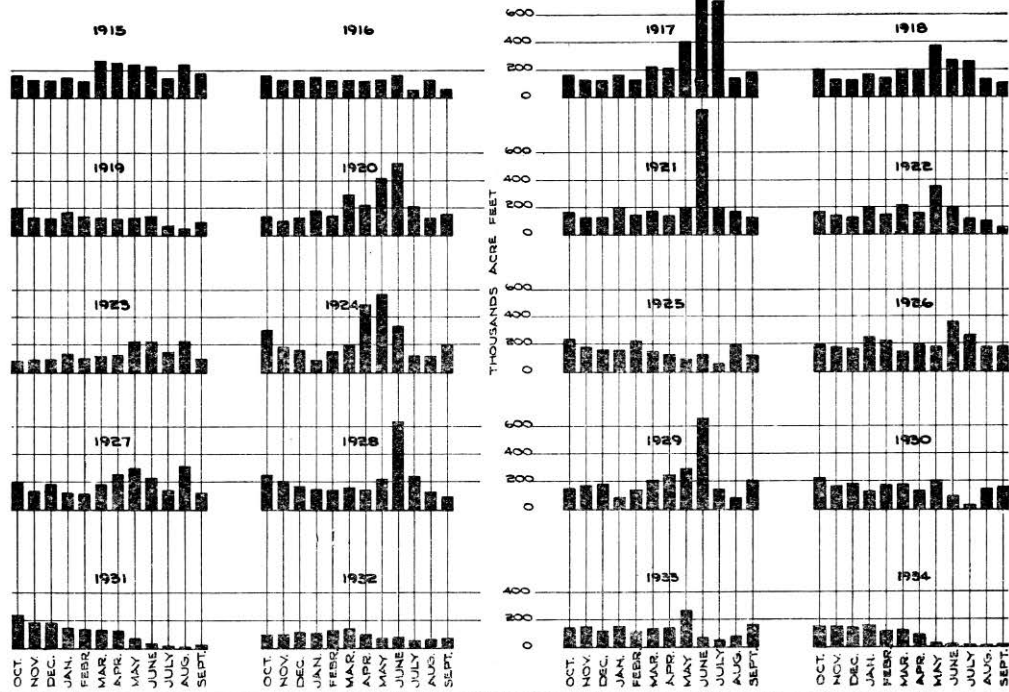 1915 1916 1917 1918
600
400
200
0
1919 1920 1921 1922
600
400
200
0
1923 1924 1925 1926
600
400
200
0
1927 1928 1929 1930
600
400
200
0
1931 1932 1933 1934
400
200
0
THOUSANDS ACRE FEET
OCT. NOV. DEC. JAN. FEBR. MAR. APR. MAY JUNE JULY AUG. SEPT.
OCT. NOV. DEC. JAN. FEBR. MAR. APR. MAY JUNE JULY AUG. SEPT.
OCT. NOV. DEC. JAN. FEBR. MAR. APR. MAY JUNE JULY AUG. SEPT.
OCT. NOV. DEC. JAN. FEBR. MAR. APR. MAY JUNE JULY AUG. SEPT.